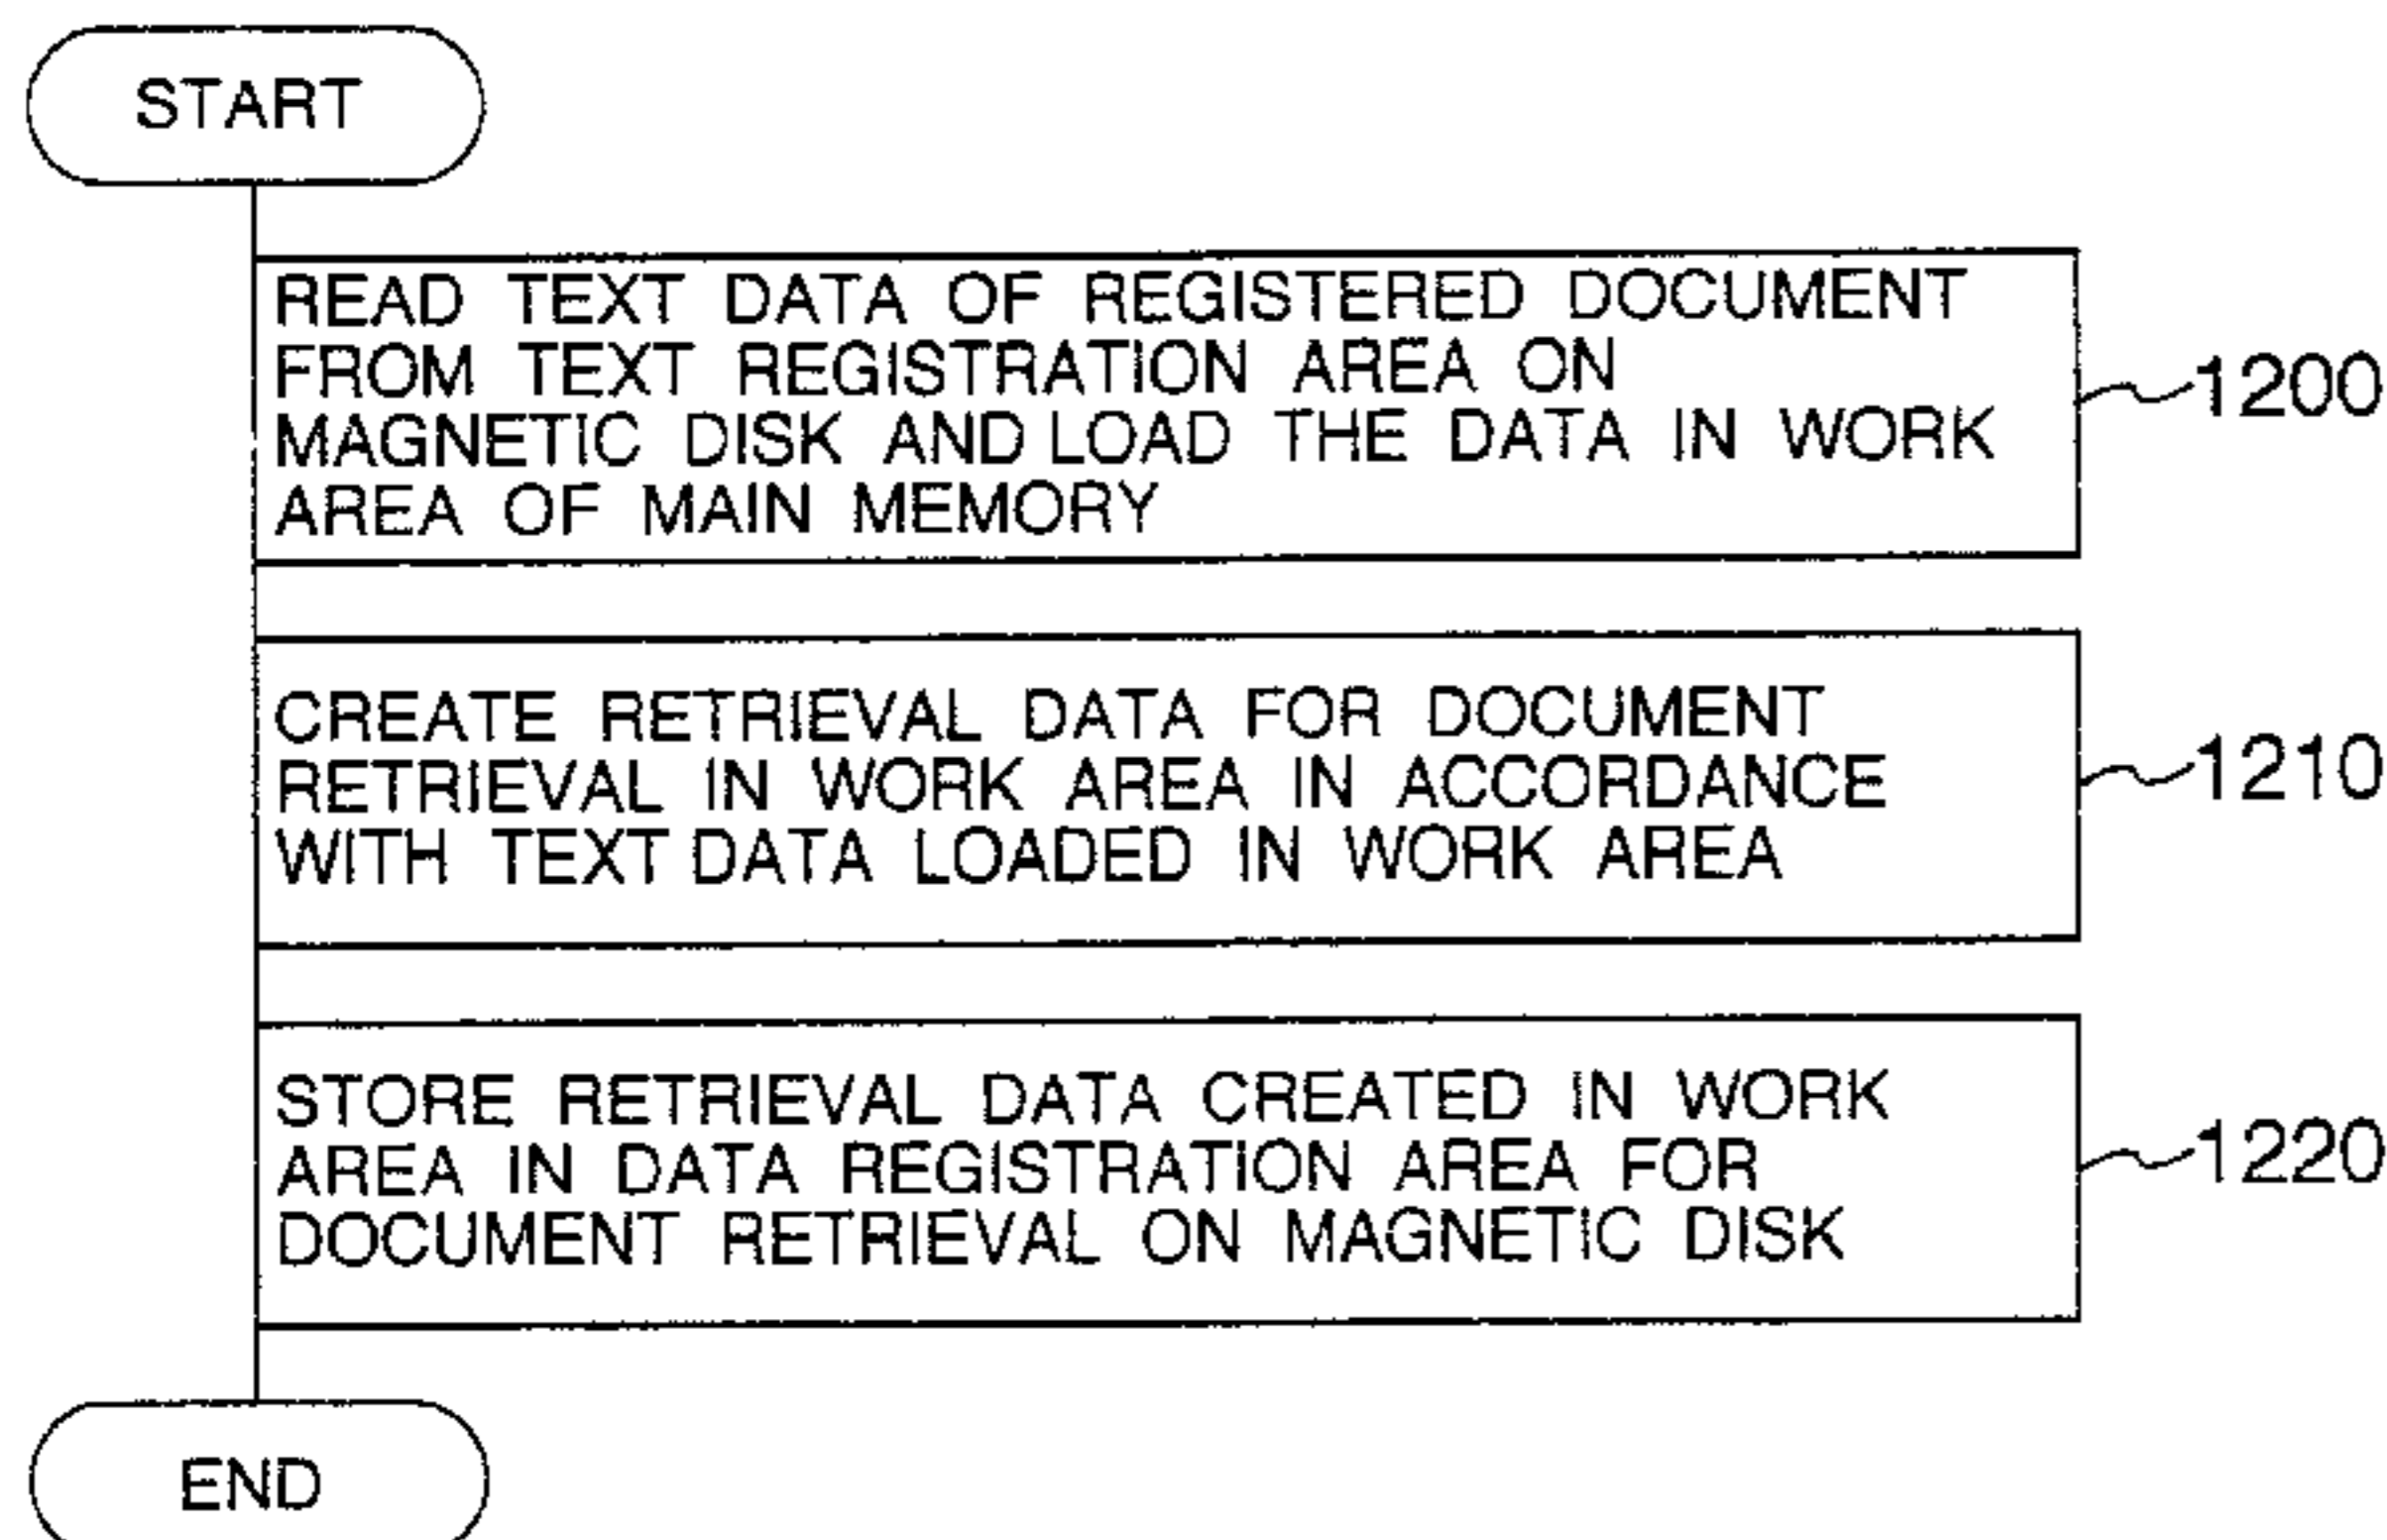 START
READ TEXT DATA OF REGISTERED DOCUMENT
FROM TEXT REGISTRATION AREA ON
MAGNETIC DISK AND LOAD THE DATA IN WORK
AREA OF MAIN MEMORY
1200
CREATE RETRIEVAL DATA FOR DOCUMENT
RETRIEVAL IN WORK AREA IN ACCORDANCE
WITH TEXT DATA LOADED IN WORK AREA
1210
STORE RETRIEVAL DATA CREATED IN WORK
AREA IN DATA REGISTRATION AREA FOR
DOCUMENT RETRIEVAL ON MAGNETIC DISK
1220
END